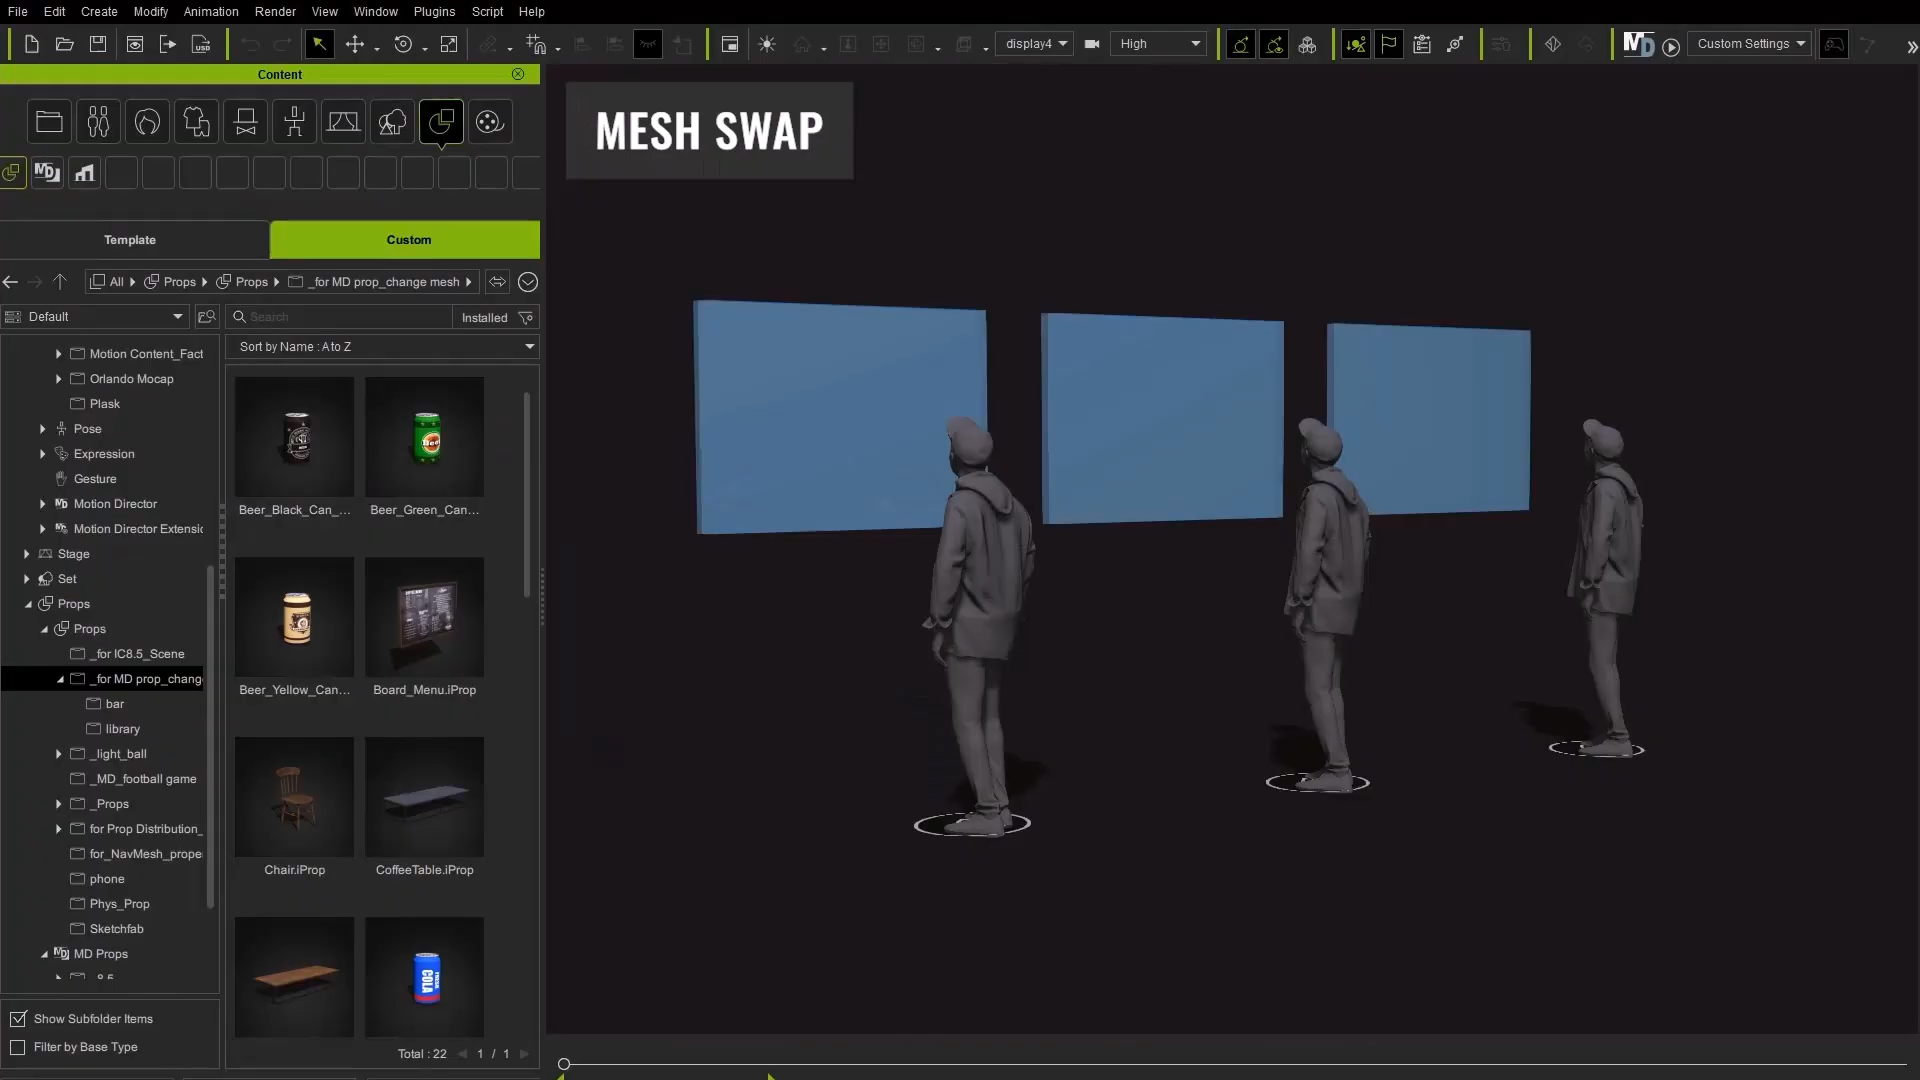 File Edit Create Modify Animation Render View Window Plugins Script Help
USD display4 High MD Custom Settings
Content
MD
Template Custom
All Props Props _for MD prop_change mesh
Default Search Installed
Sort by Name : A to Z
Motion Content_Fact
Orlando Mocap
Plask
Pose
Expression
Gesture
Motion Director
Motion Director Extensic
Stage
Set
Props
Props
_for IC8.5_Scene
_for MD prop_chang
bar
library
_light_ball
_MD_football game
_Props
for Prop Distribution_
for_NavMesh_prope
phone
Phys_Prop
Sketchfab
MD Props
Show Subfolder Items
Filter by Base Type
Beer_Black_Can_... Beer_Green_Can...
Beer_Yellow_Can... Board_Menu.iProp
Chair.iProp CoffeeTable.iProp
COLA
Total : 22 1 / 1
MESH SWAP